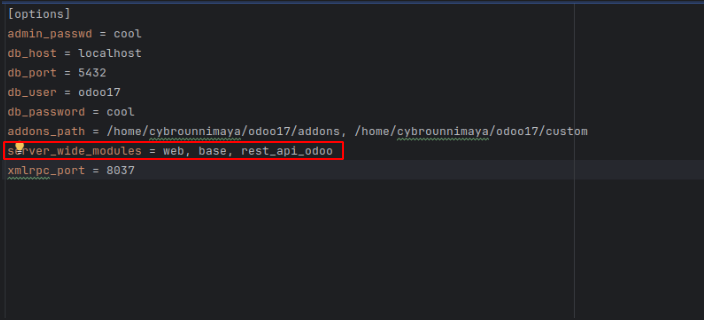 [options]
admin_passwd = cool
db_host = localhost
db_port = 5432
db_user = odoo17
db_password = cool
addons_path = /home/cybrounnimaya/odoo17/addons, /home/cybrounnimaya/odoo17/custom
server_wide_modules = web, base, rest_api_odoo
xmlrpc_port = 8037